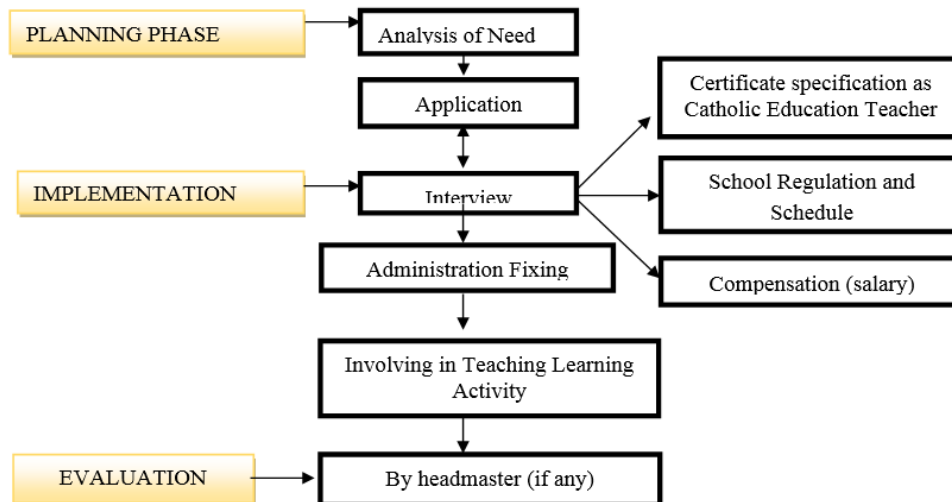 PLANNING PHASE
Analysis of Need
Application
Certificate specification as
Catholic Education Teacher
IMPLEMENTATION
Interview
School Regulation and
Schedule
Administration Fixing
Compensation (salary)
Involving in Teaching Learning
Activity
EVALUATION
By headmaster (if any)